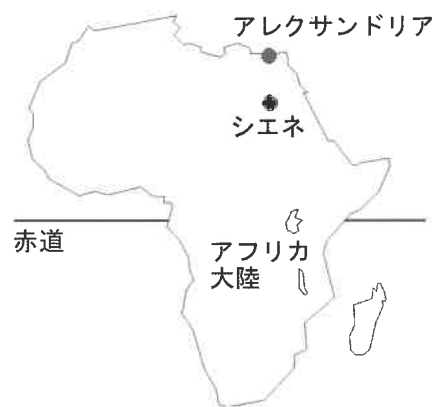 アレクサンドリア
シエネ
赤道
アフリカ
大陸